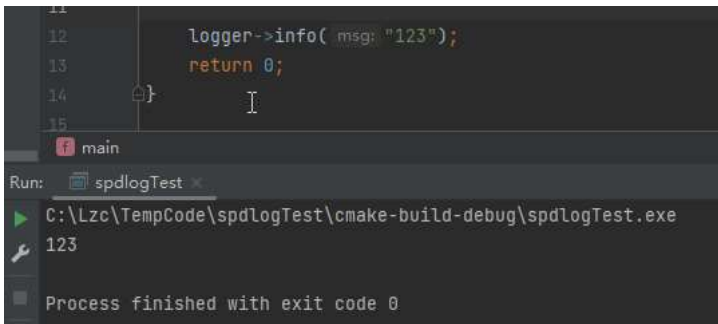 11
12 logger->info( msg: "123");
13 return 0;
14 }
15
f main
Run: spdlogTest ×
C:\Lzc\TempCode\spdlogTest\cmake-build-debug\spdlogTest.exe
123
Process finished with exit code 0